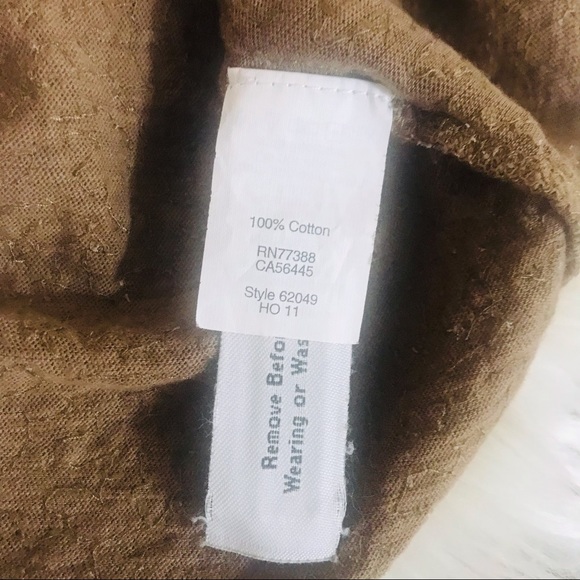 100% Cotton
RN77388
CA56445
Style 62049
HO 11
Remove Befo
Wearing or Was